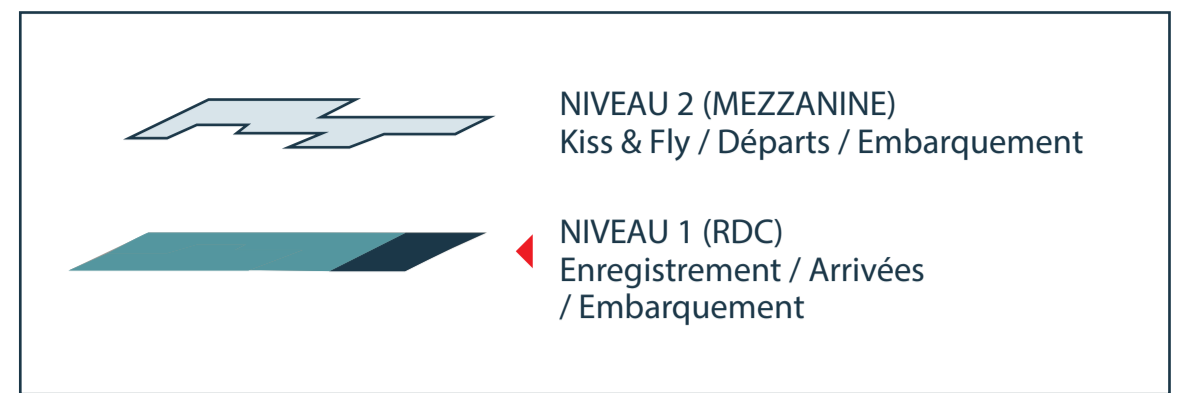 NIVEAU 2 (MEZZANINE)
Kiss & Fly / Départs / Embarquement
NIVEAU 1 (RDC)
Enregistrement / Arrivées
/ Embarquement